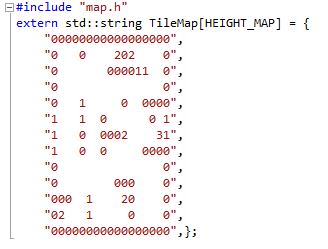 #include "map.h"
extern std::string TileMap[HEIGHT_MAP] = {
"00000000000000000",
"0   0    202    0",
"0       000011  0",
"0               0",
"0  1      0  0000",
"1  1  0       0 1",
"1  0  0002     31",
"1  0  0      0000",
"0               0",
"0        000    0",
"000  1    20    0",
"02   1     0    0",
"00000000000000000",};